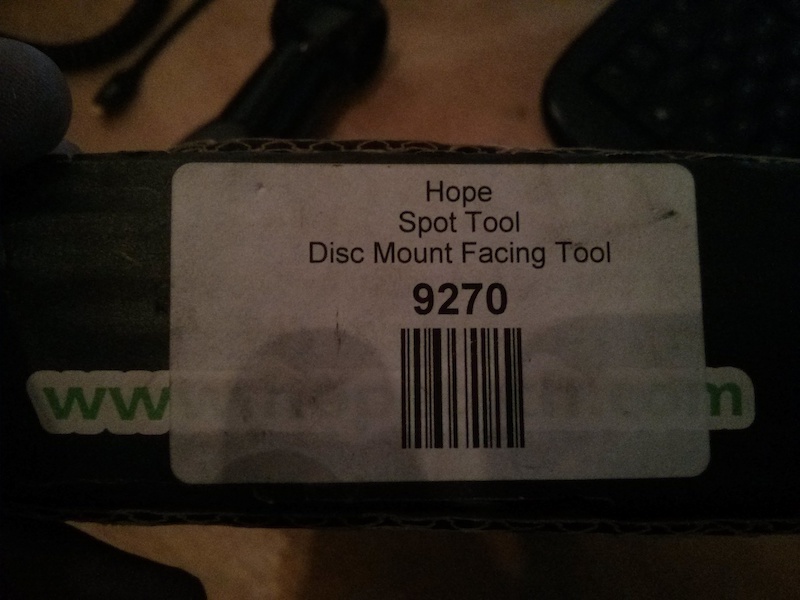 Hope
Spot Tool
Disc Mount Facing Tool
9270